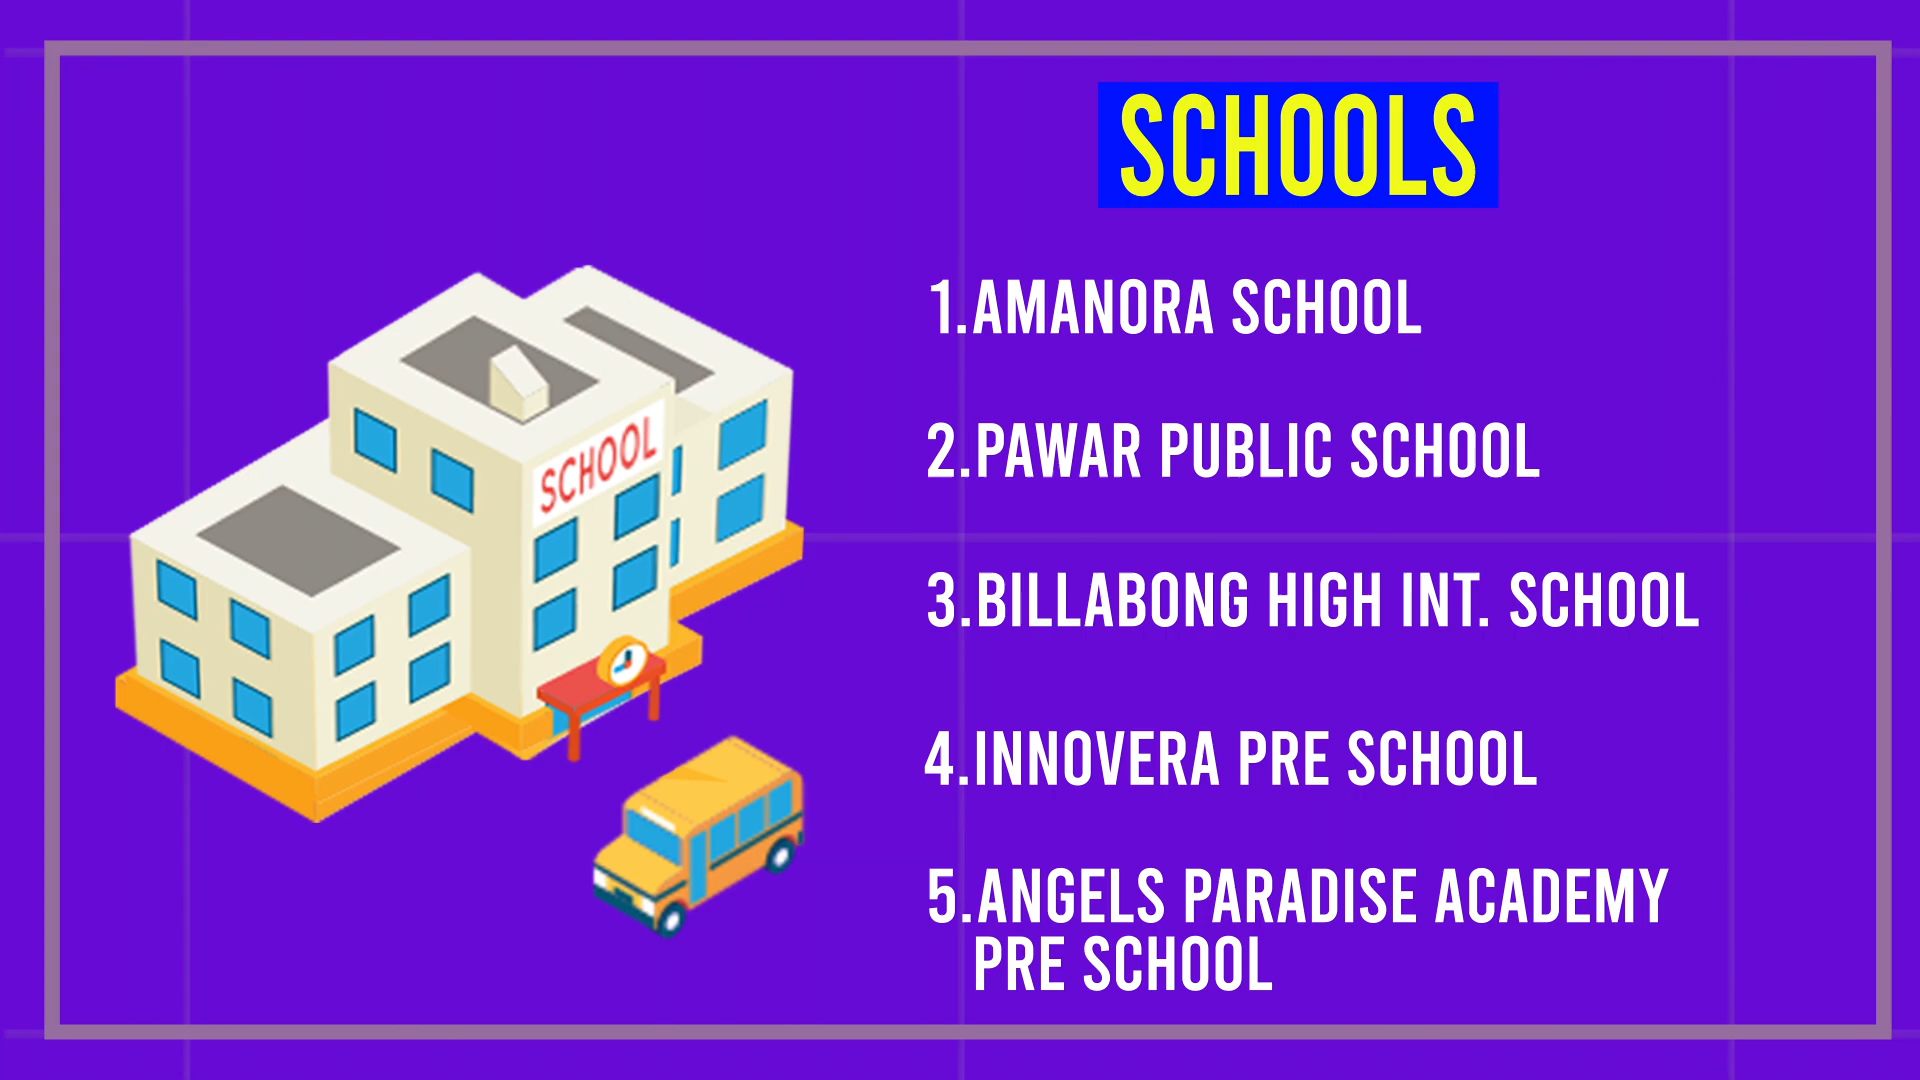 SCHOOLS
SCHOOL
1.AMANORA SCHOOL
2.PAWAR PUBLIC SCHOOL
3.BILLABONG HIGH INT. SCHOOL
4.INNOVERA PRE SCHOOL
5.ANGELS PARADISE ACADEMY
PRE SCHOOL